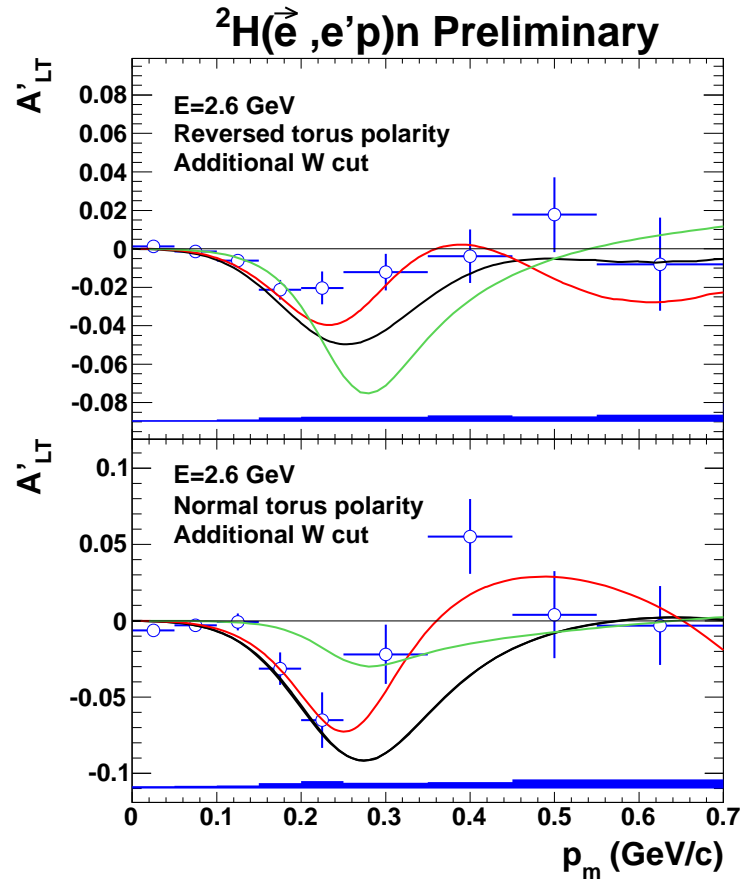 ²H(e⃗ ,e'p)n Preliminary
A'LT
0.08
0.06
0.04
0.02
0
-0.02
-0.04
-0.06
-0.08
E=2.6 GeV
Reversed torus polarity
Additional W cut
A'LT
0.1
0.05
0
-0.05
-0.1
E=2.6 GeV
Normal torus polarity
Additional W cut
0 0.1 0.2 0.3 0.4 0.5 0.6 0.7
pm (GeV/c)